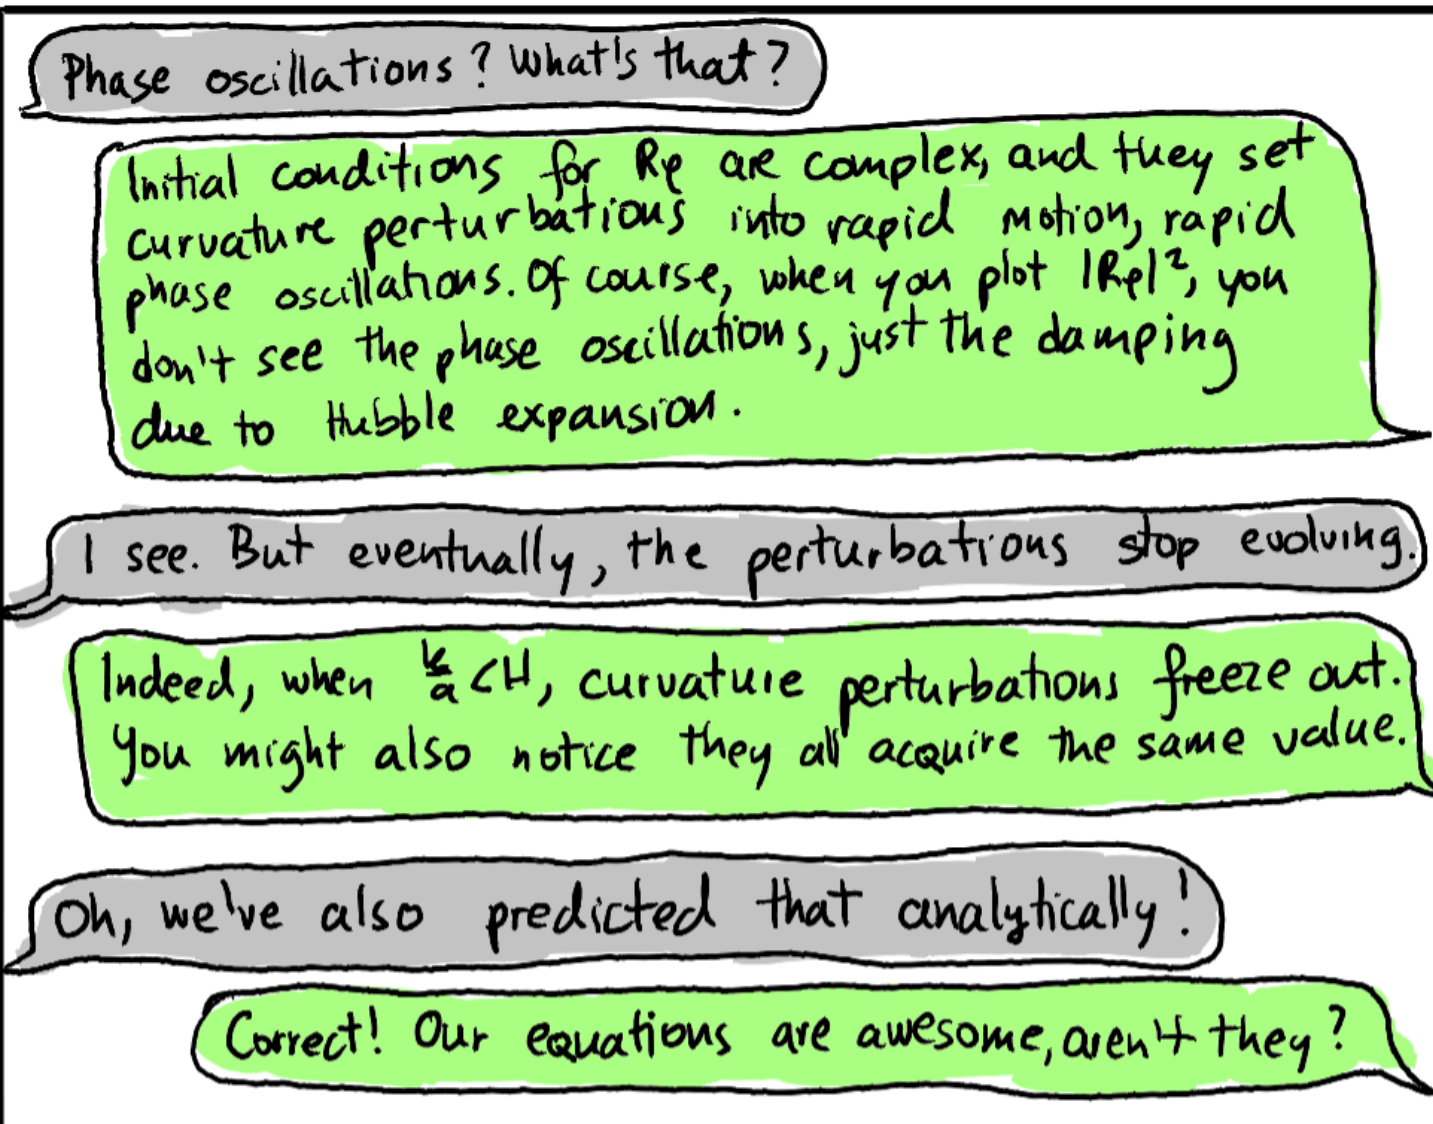 Phase oscillations? What's that?
Initial conditions for Rₚ are complex, and they set
curvature perturbations into rapid motion, rapid
phase oscillations. Of course, when you plot |Rₚ|², you
don't see the phase oscillations, just the damping
due to Hubble expansion.
I see. But eventually, the perturbations stop evolving.
Indeed, when k/a < H, curvature perturbations freeze out.
You might also notice they all acquire the same value.
Oh, we've also predicted that analytically!
Correct! Our equations are awesome, aren't they?